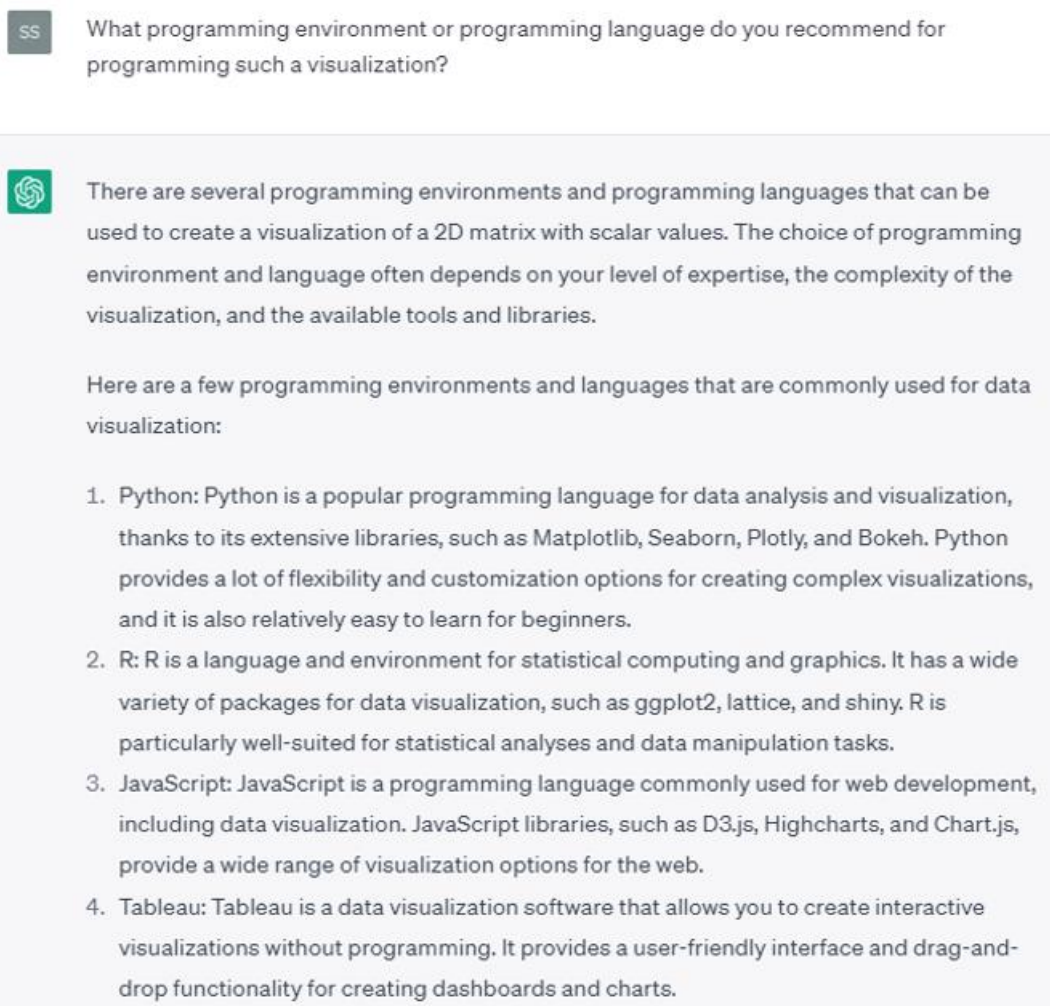 SS
What programming environment or programming language do you recommend for
programming such a visualization?
There are several programming environments and programming languages that can be
used to create a visualization of a 2D matrix with scalar values. The choice of programming
environment and language often depends on your level of expertise, the complexity of the
visualization, and the available tools and libraries.
Here are a few programming environments and languages that are commonly used for data
visualization:
1. Python: Python is a popular programming language for data analysis and visualization,
thanks to its extensive libraries, such as Matplotlib, Seaborn, Plotly, and Bokeh. Python
provides a lot of flexibility and customization options for creating complex visualizations,
and it is also relatively easy to learn for beginners.
2. R: R is a language and environment for statistical computing and graphics. It has a wide
variety of packages for data visualization, such as ggplot2, lattice, and shiny. R is
particularly well-suited for statistical analyses and data manipulation tasks.
3. JavaScript: JavaScript is a programming language commonly used for web development,
including data visualization. JavaScript libraries, such as D3.js, Highcharts, and Chart.js,
provide a wide range of visualization options for the web.
4. Tableau: Tableau is a data visualization software that allows you to create interactive
visualizations without programming. It provides a user-friendly interface and drag-and-
drop functionality for creating dashboards and charts.